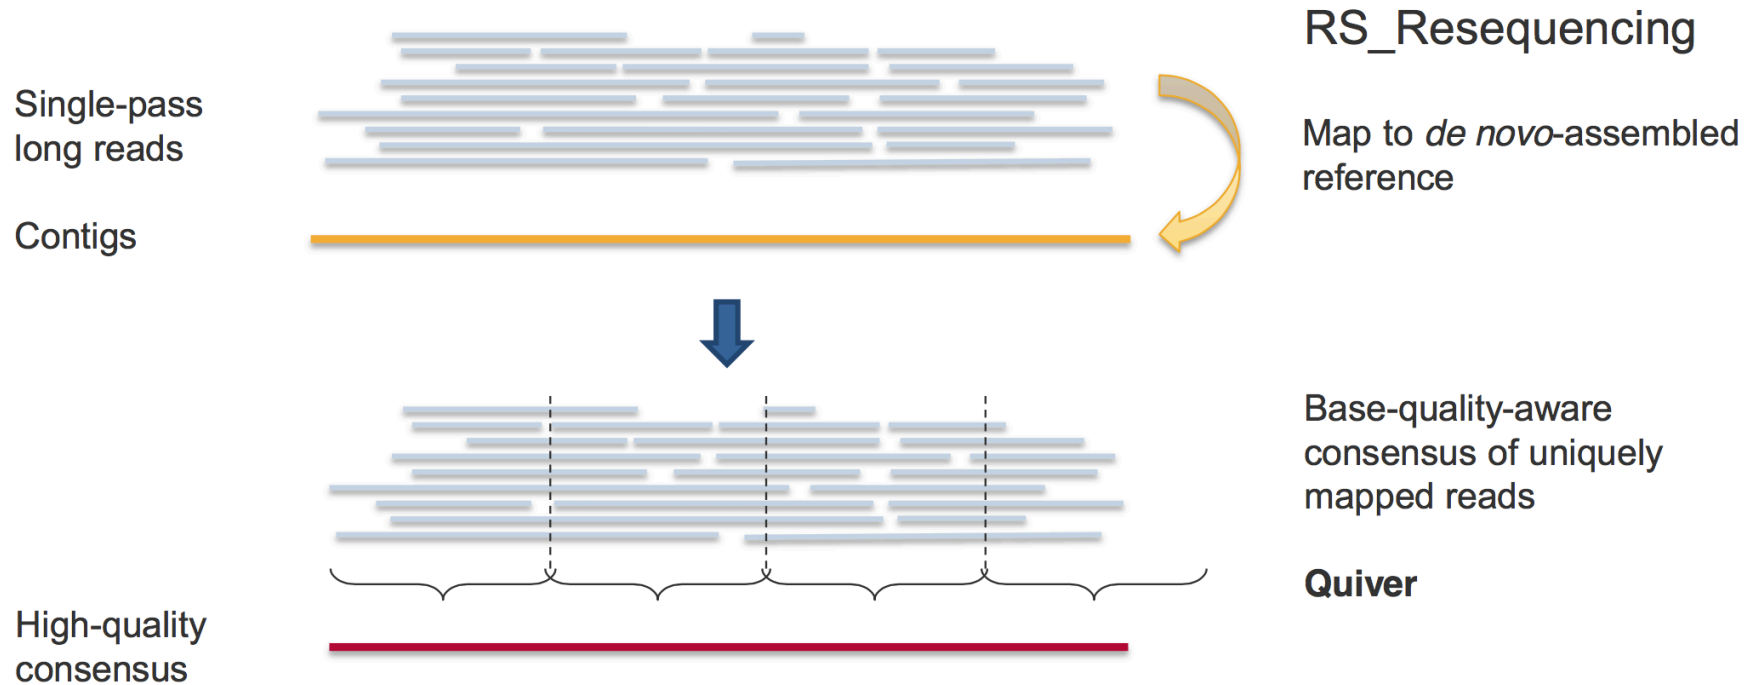 RS_Resequencing
Single-pass
long reads
Map to de novo-assembled
reference
Contigs
Base-quality-aware
consensus of uniquely
mapped reads
Quiver
High-quality
consensus